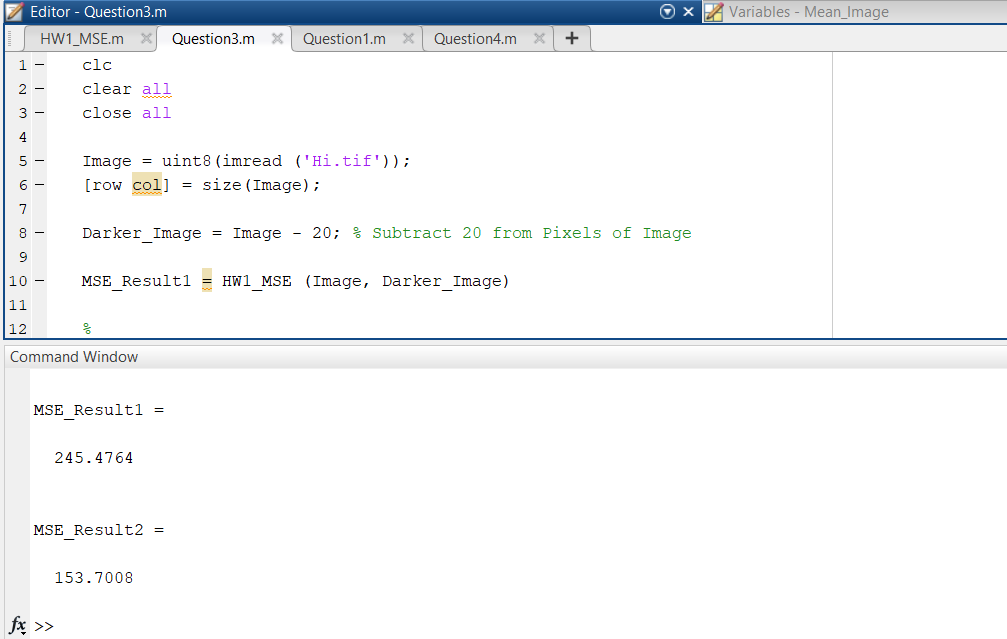 Editor - Question3.m
Variables - Mean_Image
HW1_MSE.m Question3.m Question1.m Question4.m +
1 - clc
2 - clear all
3 - close all
4
5 - Image = uint8(imread ('Hi.tif'));
6 - [row col] = size(Image);
7
8 - Darker_Image = Image - 20; % Subtract 20 from Pixels of Image
9
10 - MSE_Result1 = HW1_MSE (Image, Darker_Image)
11
12 %
Command Window
MSE_Result1 =
245.4764
MSE_Result2 =
153.7008
fx >>